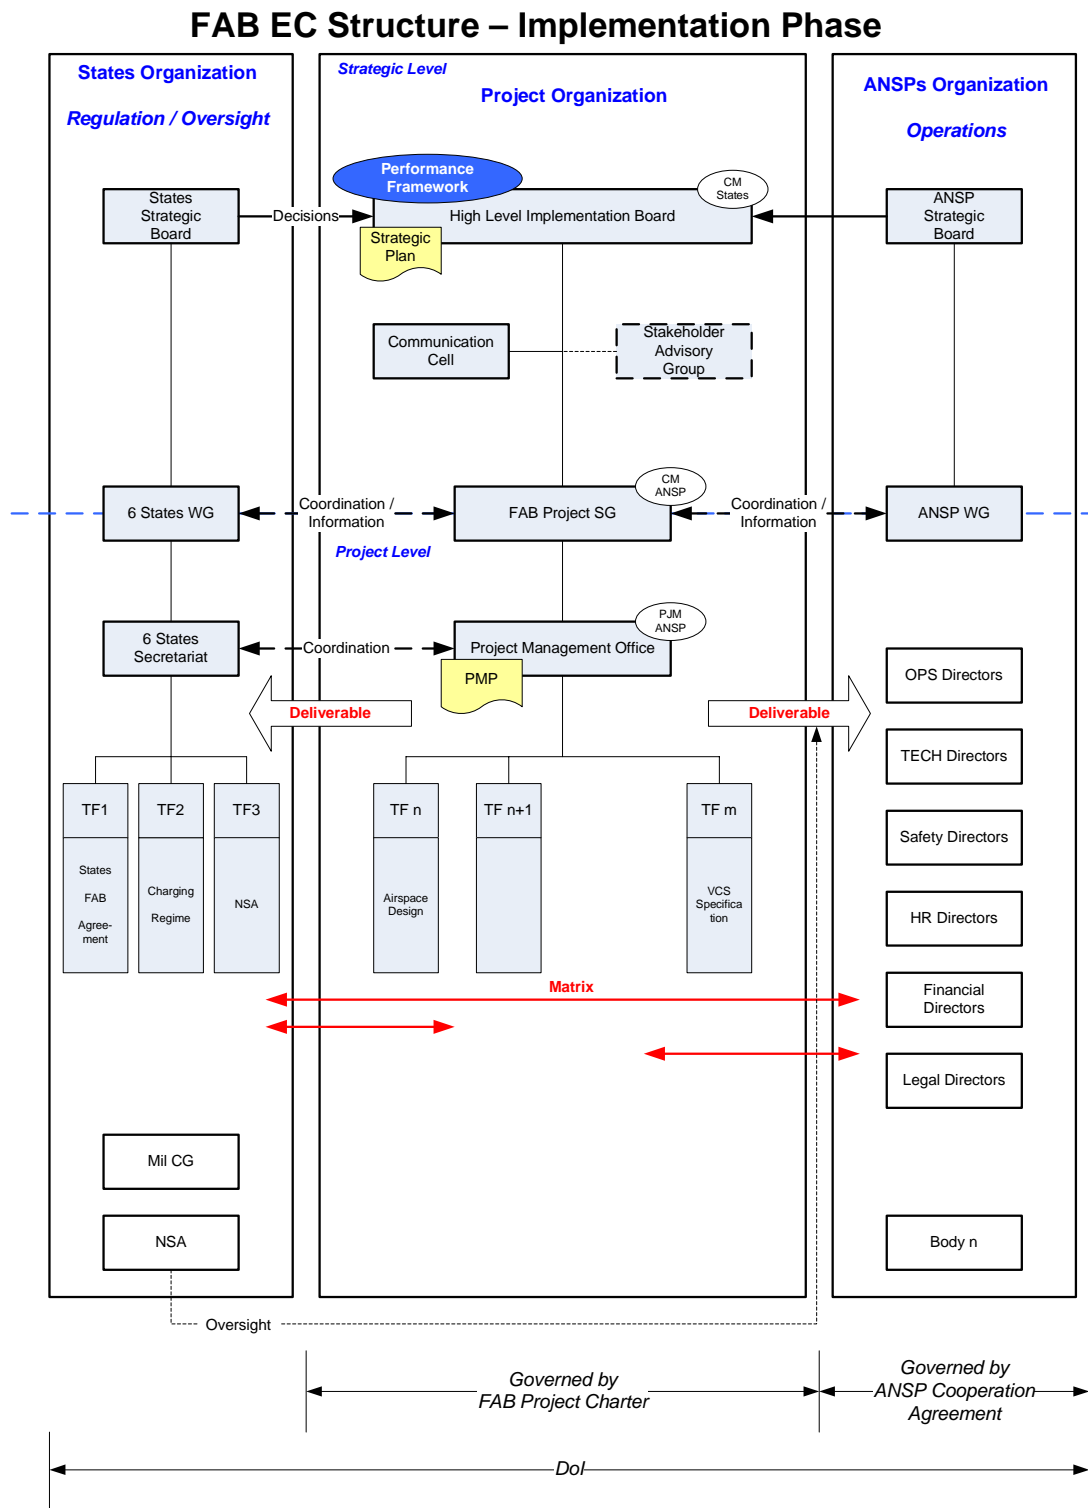 FAB EC Structure – Implementation Phase
States Organization
Regulation / Oversight
Strategic Level
Project Organization
ANSPs Organization
Operations
States
Strategic
Board
Decisions
Performance
Framework
High Level Implementation Board
CM
States
Strategic
Plan
ANSP
Strategic
Board
Communication
Cell
Stakeholder
Advisory
Group
6 States WG
Coordination /
Information
FAB Project SG
CM
ANSP
Coordination /
Information
ANSP WG
Project Level
6 States
Secretariat
Coordination
Project Management Office
PJM
ANSP
PMP
Deliverable
Deliverable
OPS Directors
TECH Directors
Safety Directors
HR Directors
Financial
Directors
Legal Directors
TF1
States
FAB
Agree-
ment
TF2
Charging
Regime
TF3
NSA
TF n
Airspace
Design
TF n+1
TF m
VCS
Specifica
tion
Matrix
Mil CG
NSA
Body n
Oversight
Governed by
FAB Project Charter
Governed by
ANSP Cooperation
Agreement
DoI